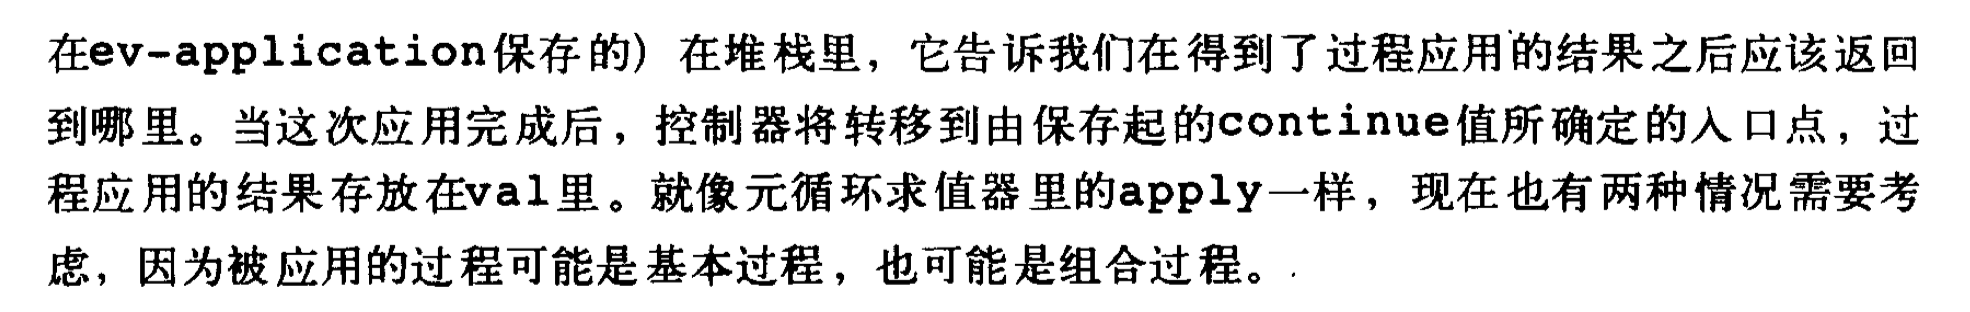 在ev-application保存的）在堆栈里，它告诉我们在得到了过程应用的结果之后应该返回
到哪里。当这次应用完成后，控制器将转移到由保存起的continue值所确定的入口点，过
程应用的结果存放在val里。就像元循环求值器里的apply一样，现在也有两种情况需要考
虑，因为被应用的过程可能是基本过程，也可能是组合过程。